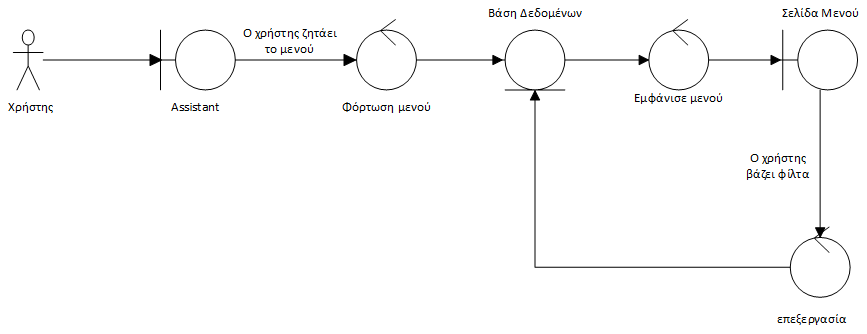 Βάση Δεδομένων
Σελίδα Μενού
Ο χρήστης ζητάει
το μενού
Χρήστης
Assistant
Φόρτωση μενού
Εμφάνισε μενού
Ο χρήστης
βάζει φίλτα
επεξεργασία